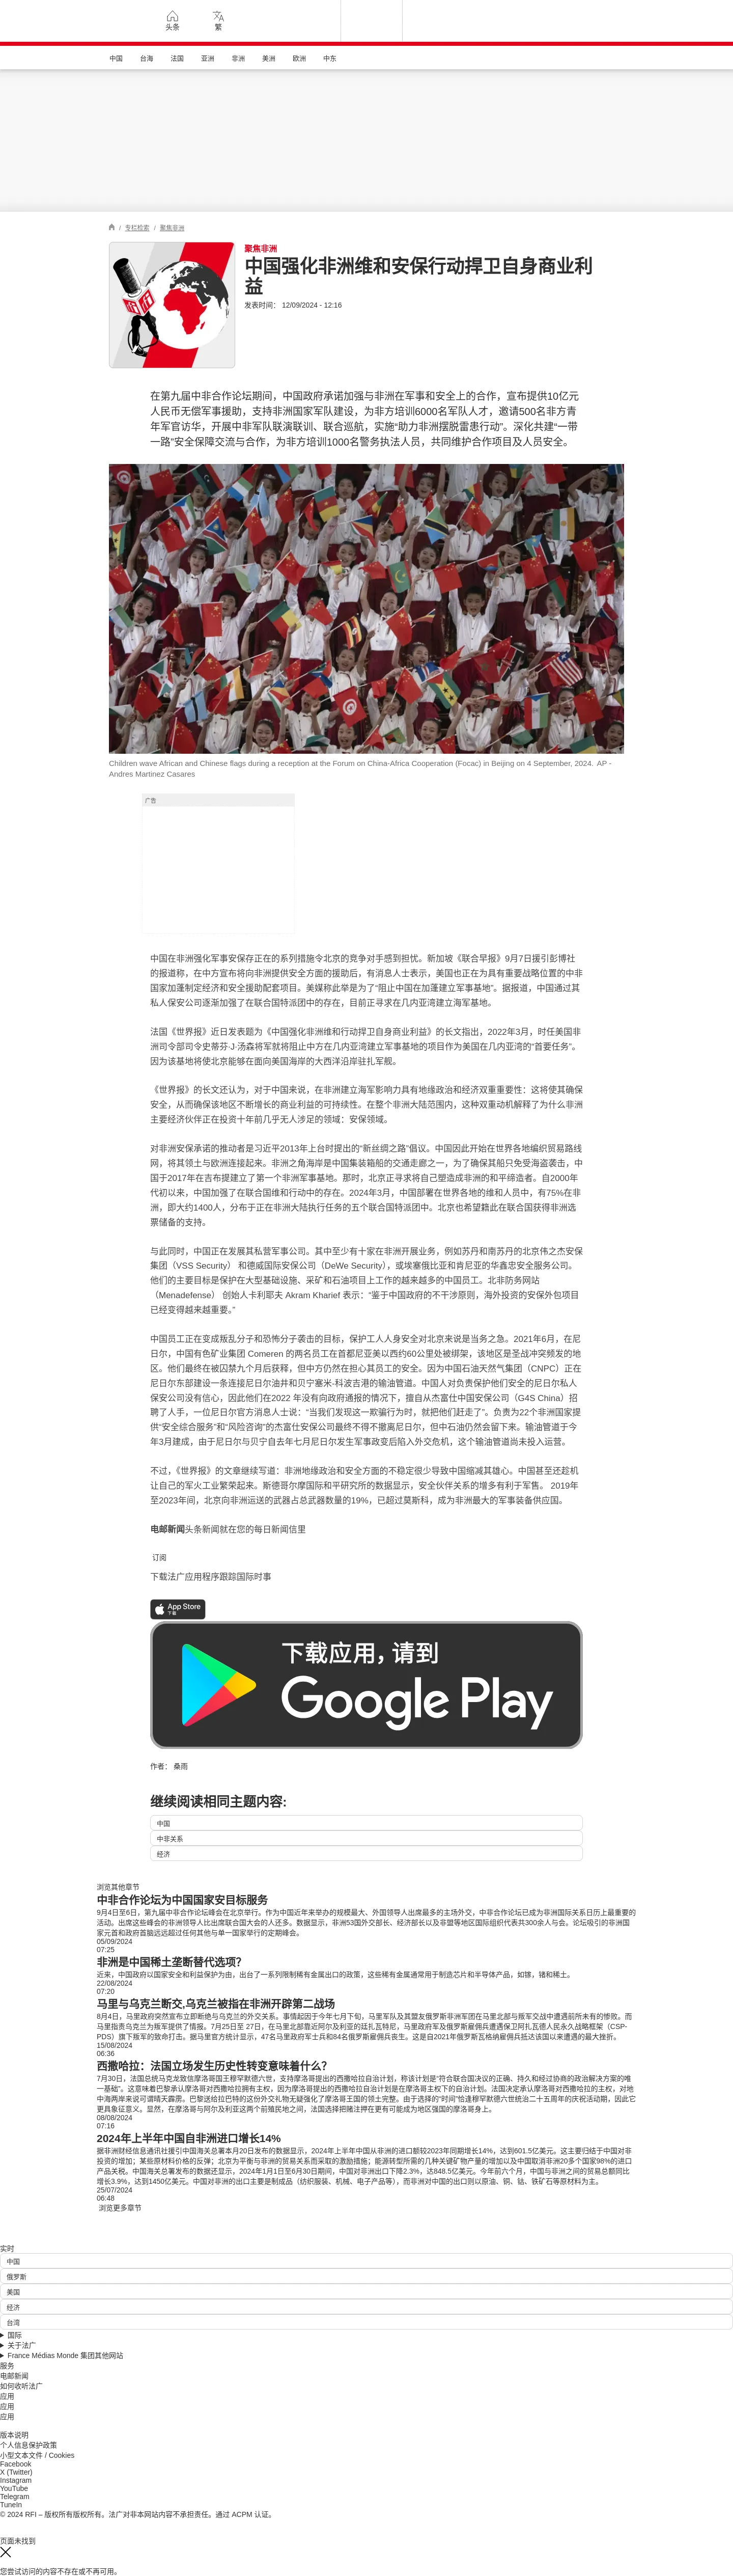 头条
繁
中国 台海 法国 亚洲 非洲 美洲 欧洲 中东
/ 专栏检索 / 聚焦非洲
聚焦非洲
中国强化非洲维和安保行动捍卫自身商业利
益
发表时间： 12/09/2024 - 12:16
在第九届中非合作论坛期间，中国政府承诺加强与非洲在军事和安全上的合作，宣布提供10亿元
人民币无偿军事援助，支持非洲国家军队建设，为非方培训6000名军队人才，邀请500名非方青
年军官访华，开展中非军队联演联训、联合巡航，实施“助力非洲摆脱雷患行动”。深化共建“一带
一路”安全保障交流与合作，为非方培训1000名警务执法人员，共同维护合作项目及人员安全。
Children wave African and Chinese flags during a reception at the Forum on China-Africa Cooperation (Focac) in Beijing on 4 September, 2024. AP -
Andres Martinez Casares
广告
中国在非洲强化军事安保存正在的系列措施令北京的竞争对手感到担忧。新加坡《联合早报》9月7日援引彭博社
的报道称，在中方宣布将向非洲提供安全方面的援助后，有消息人士表示，美国也正在为具有重要战略位置的中非
国家加蓬制定经济和安全援助配套项目。美媒称此举是为了“阻止中国在加蓬建立军事基地”。据报道，中国通过其
私人保安公司逐渐加强了在联合国特派团中的存在，目前正寻求在几内亚湾建立海军基地。
法国《世界报》近日发表题为《中国强化非洲维和行动捍卫自身商业利益》的长文指出，2022年3月，时任美国非
洲司令部司令史蒂芬·J·汤森将军就将阻止中方在几内亚湾建立军事基地的项目作为美国在几内亚湾的“首要任务”。
因为该基地将使北京能够在面向美国海岸的大西洋沿岸驻扎军舰。
《世界报》的长文还认为，对于中国来说，在非洲建立海军影响力具有地缘政治和经济双重重要性：这将使其确保
安全，从而确保该地区不断增长的商业利益的可持续性。在整个非洲大陆范围内，这种双重动机解释了为什么非洲
主要经济伙伴正在投资十年前几乎无人涉足的领域：安保领域。
对非洲安保承诺的推动者是习近平2013年上台时提出的“新丝绸之路”倡议。中国因此开始在世界各地编织贸易路线
网，将其领土与欧洲连接起来。非洲之角海岸是中国集装箱船的交通走廊之一，为了确保其船只免受海盗袭击，中
国于2017年在吉布提建立了第一个非洲军事基地。那时，北京正寻求将自己塑造成非洲的和平缔造者。自2000年
代初以来，中国加强了在联合国维和行动中的存在。2024年3月，中国部署在世界各地的维和人员中，有75%在非
洲，即大约1400人，分布于正在非洲大陆执行任务的五个联合国特派团中。北京也希望籍此在联合国获得非洲选
票储备的支持。
与此同时，中国正在发展其私营军事公司。其中至少有十家在非洲开展业务，例如苏丹和南苏丹的北京伟之杰安保
集团（VSS Security） 和德威国际安保公司（DeWe Security），或埃塞俄比亚和肯尼亚的华鑫忠安全服务公司。
他们的主要目标是保护在大型基础设施、采矿和石油项目上工作的越来越多的中国员工。北非防务网站
（Menadefense） 创始人卡利耶夫 Akram Kharief 表示：“鉴于中国政府的不干涉原则，海外投资的安保外包项目
已经变得越来越重要。”
中国员工正在变成叛乱分子和恐怖分子袭击的目标，保护工人人身安全对北京来说是当务之急。2021年6月，在尼
日尔，中国有色矿业集团 Comeren 的两名员工在首都尼亚美以西约60公里处被绑架，该地区是圣战冲突频发的地
区。他们最终在被囚禁九个月后获释，但中方仍然在担心其员工的安全。因为中国石油天然气集团（CNPC）正在
尼日尔东部建设一条连接尼日尔油井和贝宁塞米-科波吉港的输油管道。中国人对负责保护他们安全的尼日尔私人
保安公司没有信心，因此他们在2022 年没有向政府通报的情况下，擅自从杰富仕中国安保公司（G4S China）招
聘了人手，一位尼日尔官方消息人士说：“当我们发现这一欺骗行为时，就把他们赶走了”。负责为22个非洲国家提
供“安全综合服务”和“风险咨询”的杰富仕安保公司最终不得不撤离尼日尔，但中石油仍然会留下来。输油管道于今
年3月建成，由于尼日尔与贝宁自去年七月尼日尔发生军事政变后陷入外交危机，这个输油管道尚未投入运营。
不过，《世界报》的文章继续写道：非洲地缘政治和安全方面的不稳定很少导致中国缩减其雄心。中国甚至还趁机
让自己的军火工业繁荣起来。斯德哥尔摩国际和平研究所的数据显示，安全伙伴关系的增多有利于军售。 2019年
至2023年间，北京向非洲运送的武器占总武器数量的19%，已超过莫斯科，成为非洲最大的军事装备供应国。
电邮新闻头条新闻就在您的每日新闻信里
订阅
下载法广应用程序跟踪国际时事
App Store
下载
下载应用，请到
Google Play
作者： 桑雨
继续阅读相同主题内容:
中国
中非关系
经济
浏览其他章节
中非合作论坛为中国国家安目标服务
9月4日至6日，第九届中非合作论坛峰会在北京举行。作为中国近年来举办的规模最大、外国领导人出席最多的主场外交，中非合作论坛已成为非洲国际关系日历上最重要的
活动。出席这些峰会的非洲领导人比出席联合国大会的人还多。数据显示，非洲53国外交部长、经济部长以及非盟等地区国际组织代表共300余人与会。论坛吸引的非洲国
家元首和政府首脑远远超过任何其他与单一国家举行的定期峰会。
05/09/2024
07:25
非洲是中国稀土垄断替代选项？
近来，中国政府以国家安全和利益保护为由，出台了一系列限制稀有金属出口的政策，这些稀有金属通常用于制造芯片和半导体产品，如镓，锗和稀土。
22/08/2024
07:20
马里与乌克兰断交,乌克兰被指在非洲开辟第二战场
8月4日，马里政府突然宣布立即断绝与乌克兰的外交关系。事情起因于今年七月下旬，马里军队及其盟友俄罗斯非洲军团在马里北部与叛军交战中遭遇前所未有的惨败。而
马里指责乌克兰为叛军提供了情报。7月25日至 27日，在马里北部靠近阿尔及利亚的廷扎瓦特尼，马里政府军及俄罗斯雇佣兵遭遇保卫阿扎瓦德人民永久战略框架（CSP-
PDS）旗下叛军的致命打击。据马里官方统计显示，47名马里政府军士兵和84名俄罗斯雇佣兵丧生。这是自2021年俄罗斯瓦格纳雇佣兵抵达该国以来遭遇的最大挫折。
15/08/2024
06:36
西撒哈拉：法国立场发生历史性转变意味着什么？
7月30日，法国总统马克龙致信摩洛哥国王穆罕默德六世，支持摩洛哥提出的西撒哈拉自治计划，称该计划是“符合联合国决议的正确、持久和经过协商的政治解决方案的唯
一基础”。这意味着巴黎承认摩洛哥对西撒哈拉拥有主权，因为摩洛哥提出的西撒哈拉自治计划是在摩洛哥主权下的自治计划。法国决定承认摩洛哥对西撒哈拉的主权，对地
中海两岸来说可谓晴天霹雳。巴黎送给拉巴特的这份外交礼物无疑强化了摩洛哥王国的领土完整。由于选择的“时间”恰逢穆罕默德六世统治二十五周年的庆祝活动期，因此它
更具象征意义。显然，在摩洛哥与阿尔及利亚这两个前殖民地之间，法国选择把赌注押在更有可能成为地区强国的摩洛哥身上。
08/08/2024
07:16
2024年上半年中国自非洲进口增长14%
据非洲财经信息通讯社援引中国海关总署本月20日发布的数据显示，2024年上半年中国从非洲的进口额较2023年同期增长14%，达到601.5亿美元。这主要归结于中国对非
投资的增加；某些原材料价格的反弹；北京为平衡与非洲的贸易关系而采取的激励措施；能源转型所需的几种关键矿物产量的增加以及中国取消非洲20多个国家98%的进口
产品关税。中国海关总署发布的数据还显示，2024年1月1日至6月30日期间，中国对非洲出口下降2.3%，达848.5亿美元。今年前六个月，中国与非洲之间的贸易总额同比
增长3.9%，达到1450亿美元。中国对非洲的出口主要是制成品（纺织服装、机械、电子产品等），而非洲对中国的出口则以原油、铜、钴、铁矿石等原材料为主。
25/07/2024
06:48
浏览更多章节
实时
中国
俄罗斯
美国
经济
台湾
国际
关于法广
France Médias Monde 集团其他网站
服务
电邮新闻
如何收听法广
应用
应用
应用
版本说明
个人信息保护政策
小型文本文件 / Cookies
Facebook
X (Twitter)
Instagram
YouTube
Telegram
TuneIn
© 2024 RFI – 版权所有版权所有。法广对非本网站内容不承担责任。通过 ACPM 认证。
页面未找到
您尝试访问的内容不存在或不再可用。